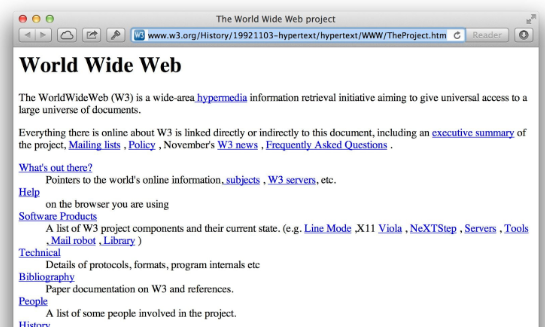 The World Wide Web project
W3 www.w3.org/History/19921103-hypertext/hypertext/WWW/TheProject.htm Reader
World Wide Web
The WorldWideWeb (W3) is a wide-area hypermedia information retrieval initiative aiming to give universal access to a
large universe of documents.
Everything there is online about W3 is linked directly or indirectly to this document, including an executive summary of
the project, Mailing lists , Policy , November's W3 news , Frequently Asked Questions .
What's out there?
Pointers to the world's online information, subjects , W3 servers, etc.
Help
on the browser you are using
Software Products
A list of W3 project components and their current state. (e.g. Line Mode ,X11 Viola , NeXTStep , Servers , Tools
, Mail robot , Library )
Technical
Details of protocols, formats, program internals etc
Bibliography
Paper documentation on W3 and references.
People
A list of some people involved in the project.
History